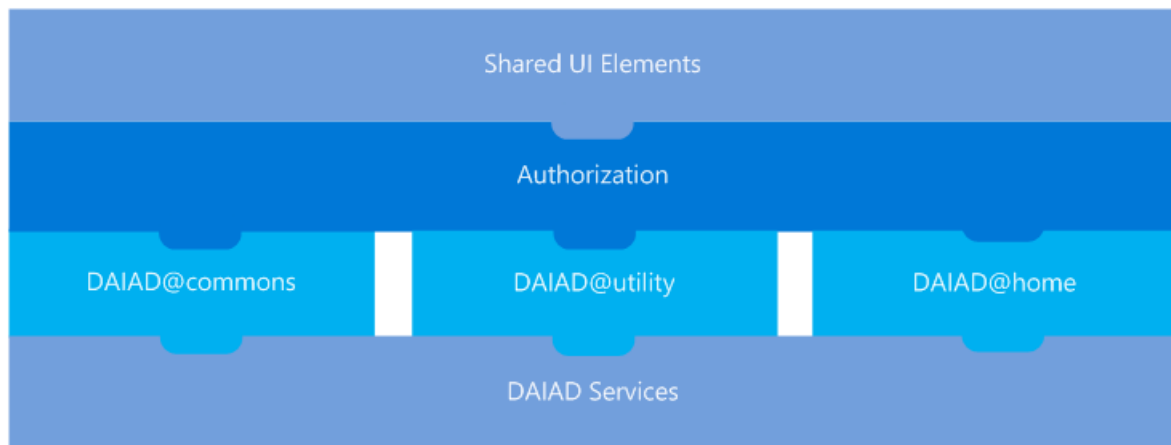 Shared UI Elements
Authorization
DAIAD@commons
DAIAD@utility
DAIAD@home
DAIAD Services